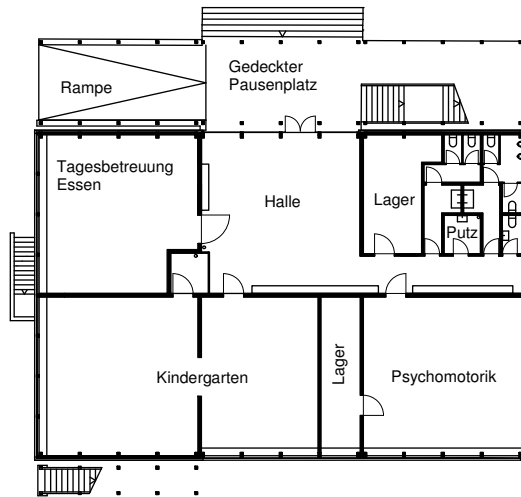 Gedeckter
Pausenplatz
Rampe
Tagesbetreuung
Essen
Halle
Lager
Putz
Kindergarten
Lager
Psychomotorik